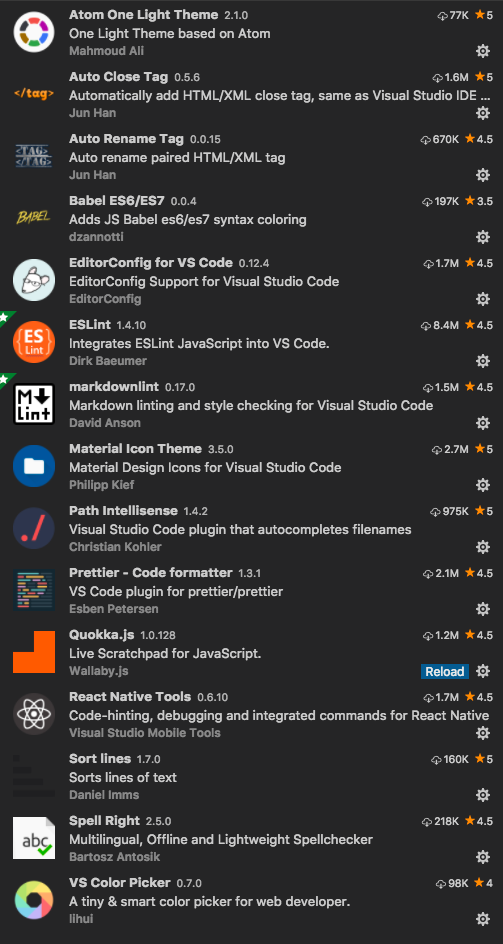 Atom One Light Theme 2.1.0 77K ★5
One Light Theme based on Atom
Mahmoud Ali
</tag>
Auto Close Tag 0.5.6 1.6M ★5
Automatically add HTML/XML close tag, same as Visual Studio IDE ...
Jun Han
<TAG>
</TAG>
Auto Rename Tag 0.0.15 670K ★4.5
Auto rename paired HTML/XML tag
Jun Han
BABEL
Babel ES6/ES7 0.0.4 197K ★3.5
Adds JS Babel es6/es7 syntax coloring
dzannotti
EditorConfig for VS Code 0.12.4 1.7M ★4.5
EditorConfig Support for Visual Studio Code
EditorConfig
{ES}
Lint
ESLint 1.4.10 8.4M ★4.5
Integrates ESLint JavaScript into VS Code.
Dirk Baeumer
M↓
Lint
markdownlint 0.17.0 1.5M ★4.5
Markdown linting and style checking for Visual Studio Code
David Anson
Material Icon Theme 3.5.0 2.7M ★5
Material Design Icons for Visual Studio Code
Philipp Kief
./
Path Intellisense 1.4.2 975K ★5
Visual Studio Code plugin that autocompletes filenames
Christian Kohler
Prettier - Code formatter 1.3.1 2.1M ★4.5
VS Code plugin for prettier/prettier
Esben Petersen
Quokka.js 1.0.128 1.2M ★4.5
Live Scratchpad for JavaScript.
Wallaby.js Reload
React Native Tools 0.6.10 1.7M ★4.5
Code-hinting, debugging and integrated commands for React Native
Visual Studio Mobile Tools
Sort lines 1.7.0 160K ★5
Sorts lines of text
Daniel Imms
abc
Spell Right 2.5.0 218K ★4.5
Multilingual, Offline and Lightweight Spellchecker
Bartosz Antosik
VS Color Picker 0.7.0 98K ★4
A tiny & smart color picker for web developer.
lihui